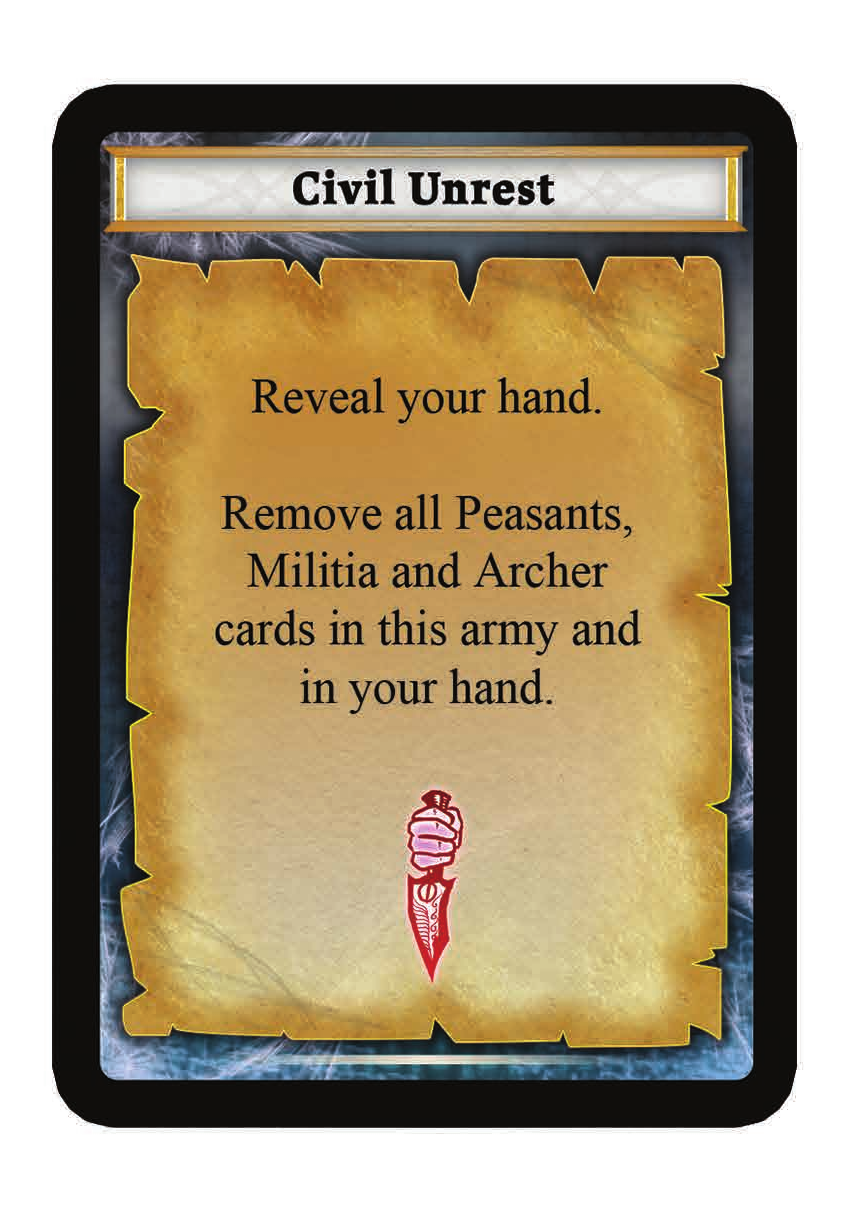 Civil Unrest
Reveal your hand.
Remove all Peasants,
Militia and Archer
cards in this army and
in your hand.